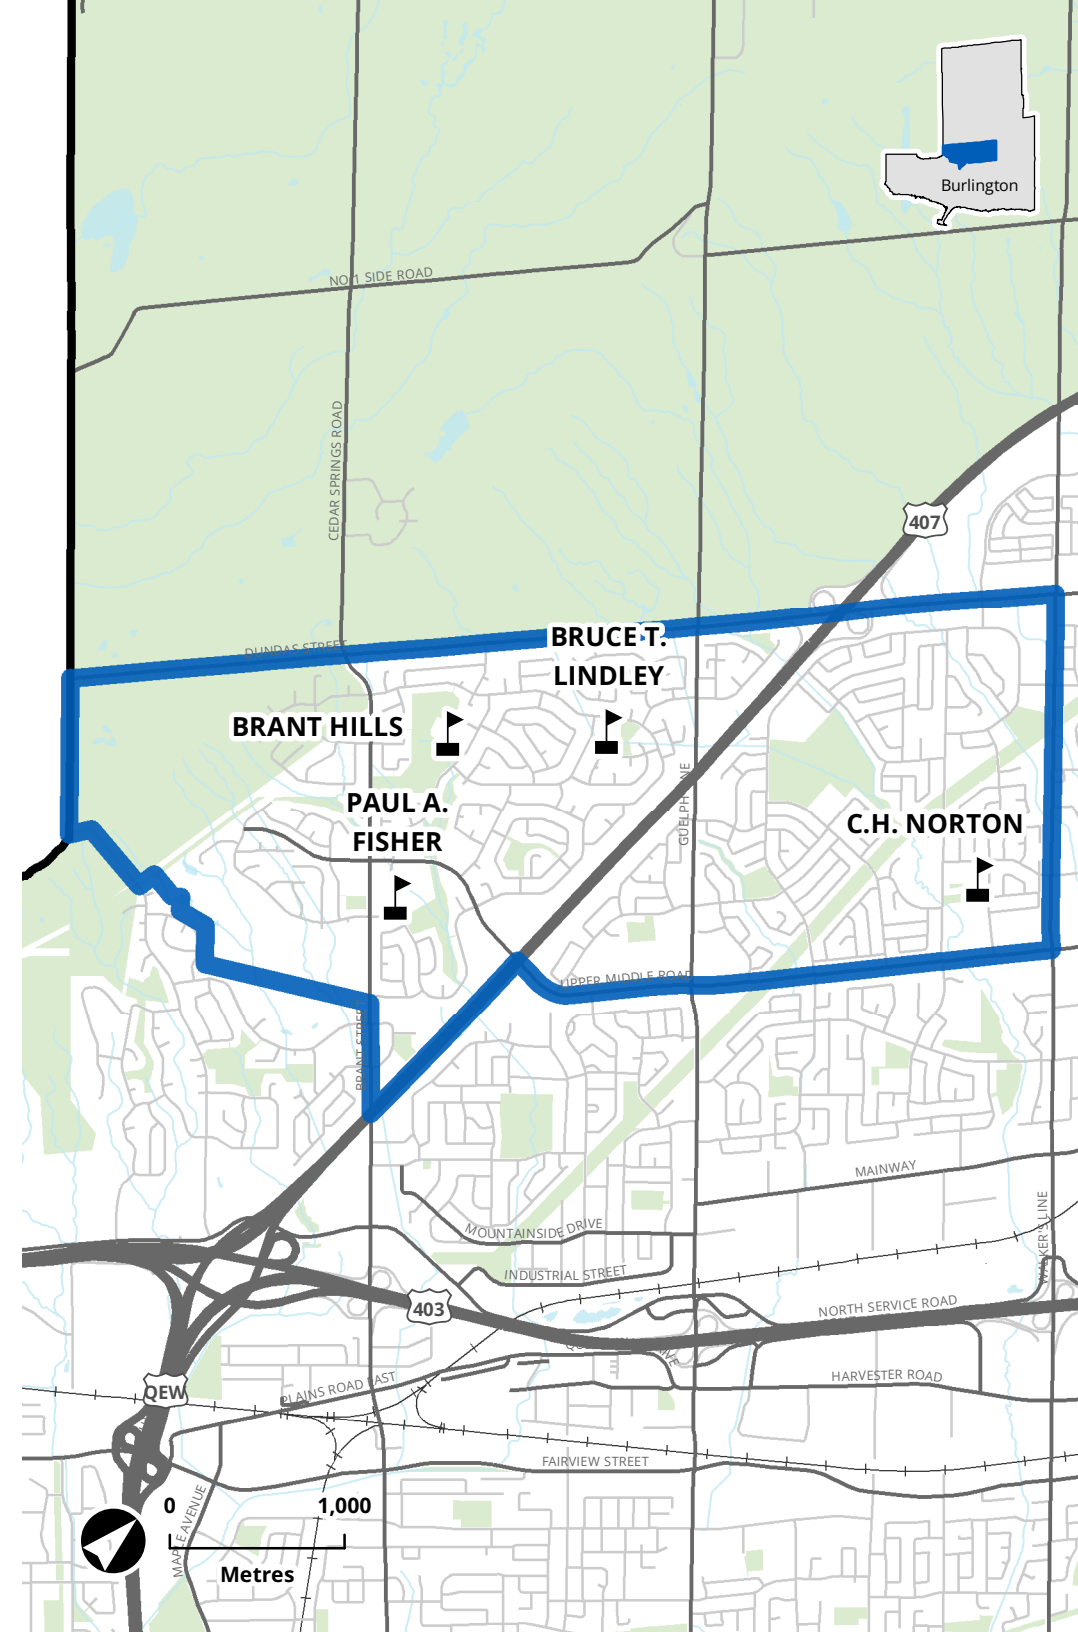 Burlington
NO 1 SIDE ROAD
CEDAR SPRINGS ROAD
407
DUNDAS STREET
BRUCE T.
LINDLEY
BRANT HILLS
GUELPH LINE
PAUL A.
FISHER
C.H. NORTON
UPPER MIDDLE ROAD
BRANT STREET
MAINWAY
WALKER'S LINE
MOUNTAINSIDE DRIVE
INDUSTRIAL STREET
403
NORTH SERVICE ROAD
QEW
PLAINS ROAD EAST
HARVESTER ROAD
FAIRVIEW STREET
MAPLE AVENUE
0 1,000
Metres